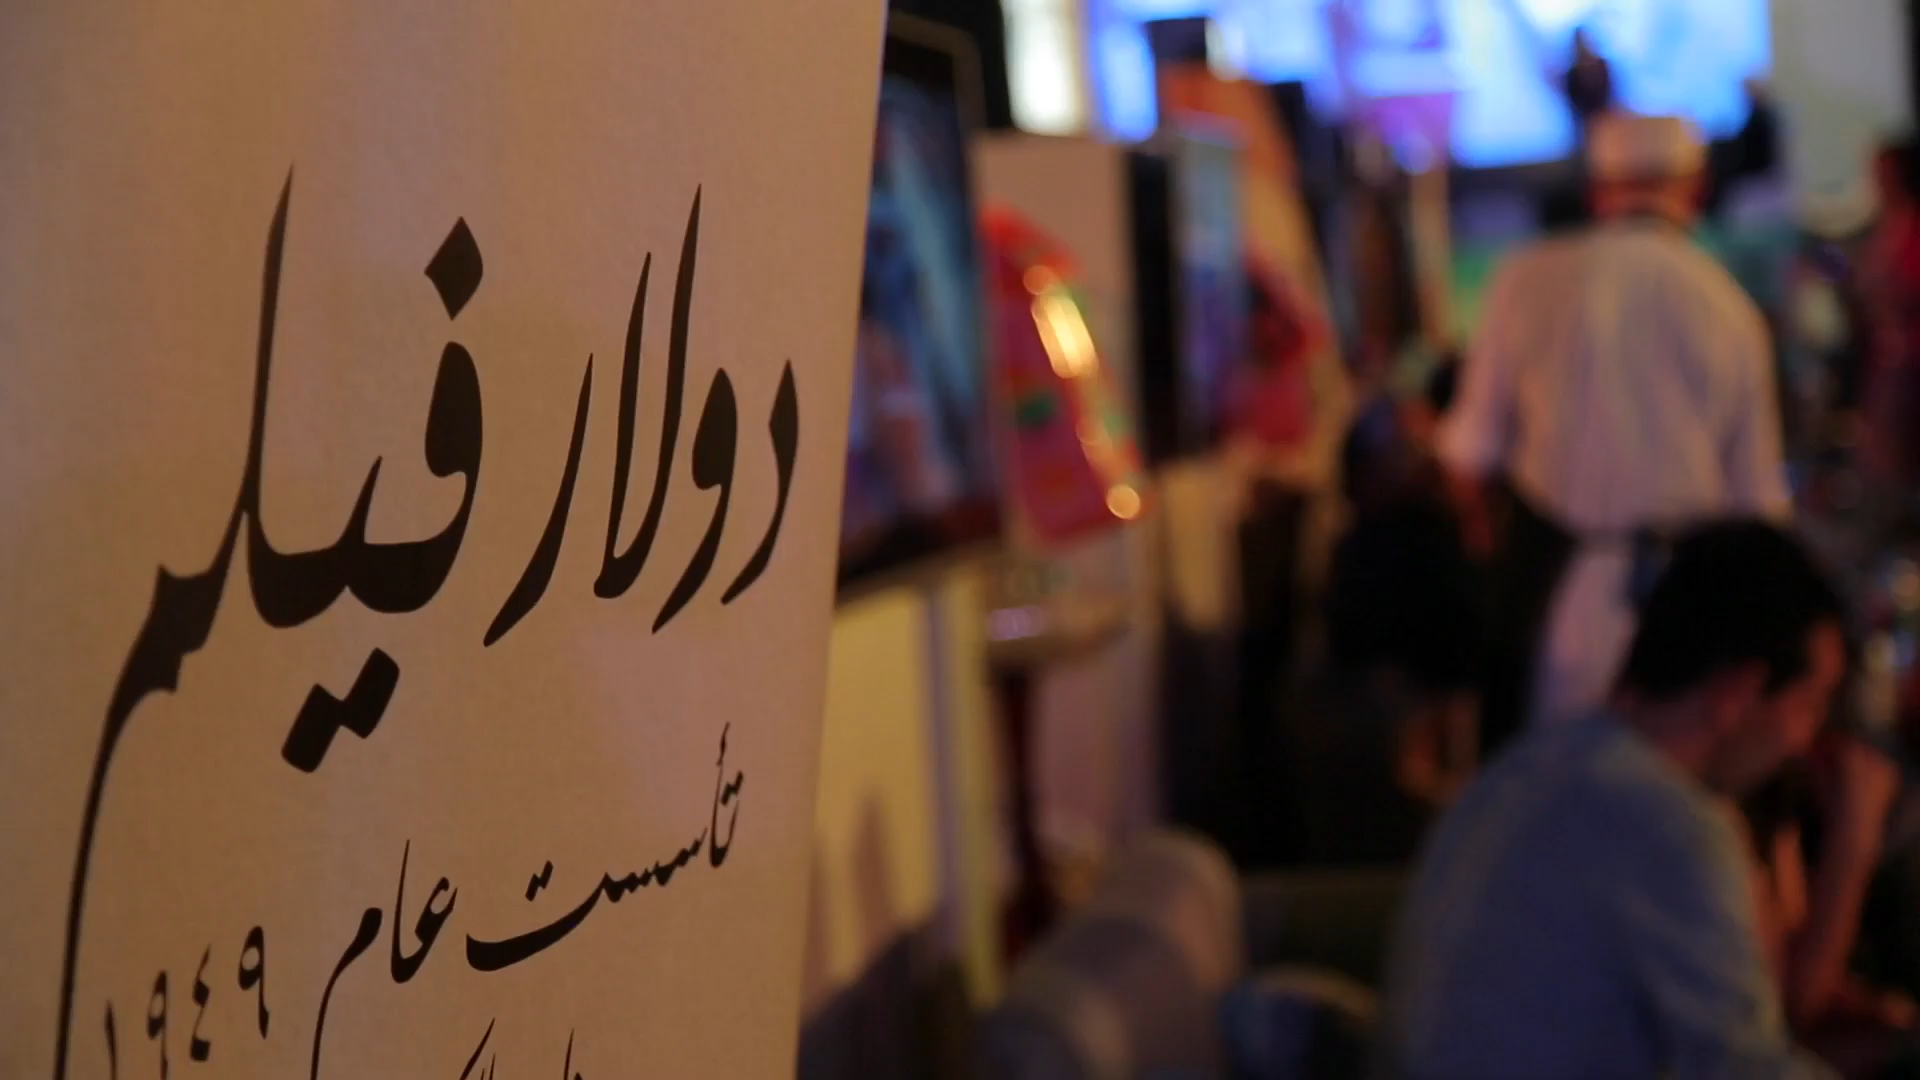 دولار فيلم
تأسست عام ١٩٤٩